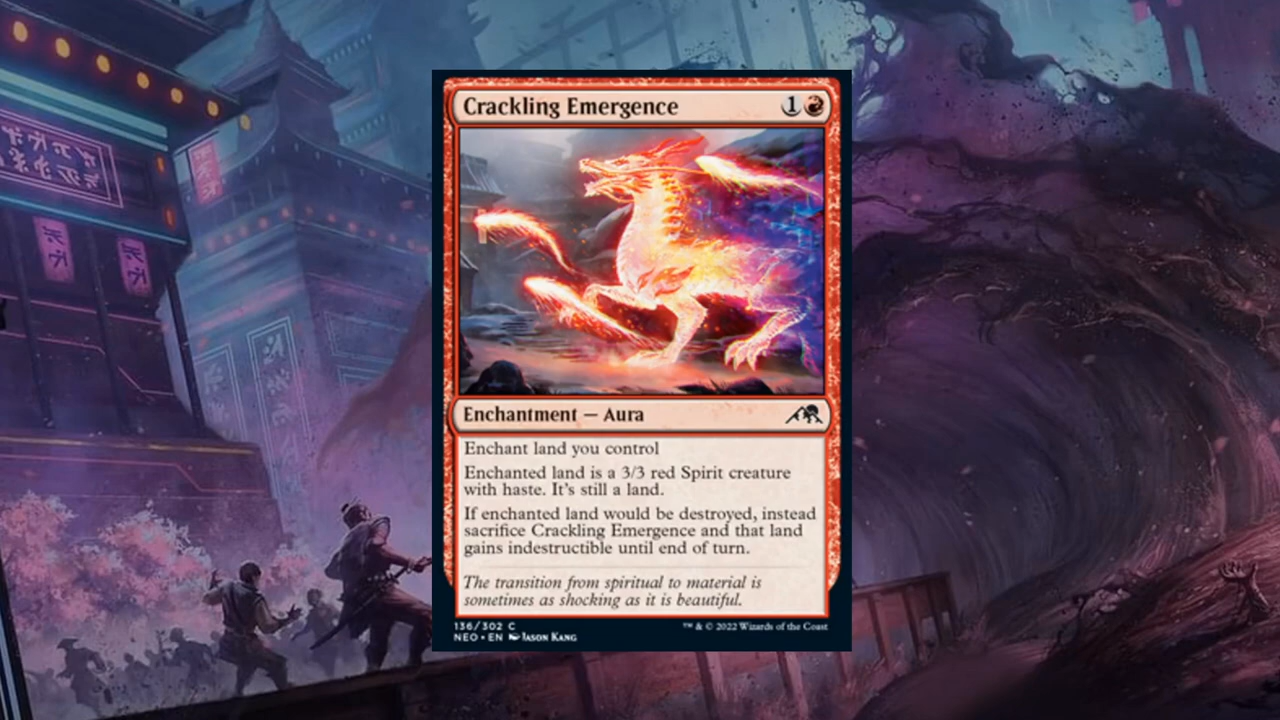 Crackling Emergence 1
Enchantment — Aura
Enchant land you control
Enchanted land is a 3/3 red Spirit creature
with haste. It's still a land.
If enchanted land would be destroyed, instead
sacrifice Crackling Emergence and that land
gains indestructible until end of turn.
The transition from spiritual to material is
sometimes as shocking as it is beautiful.
136/302 C
NEO • EN Jason Kang
™ & © 2022 Wizards of the Coast